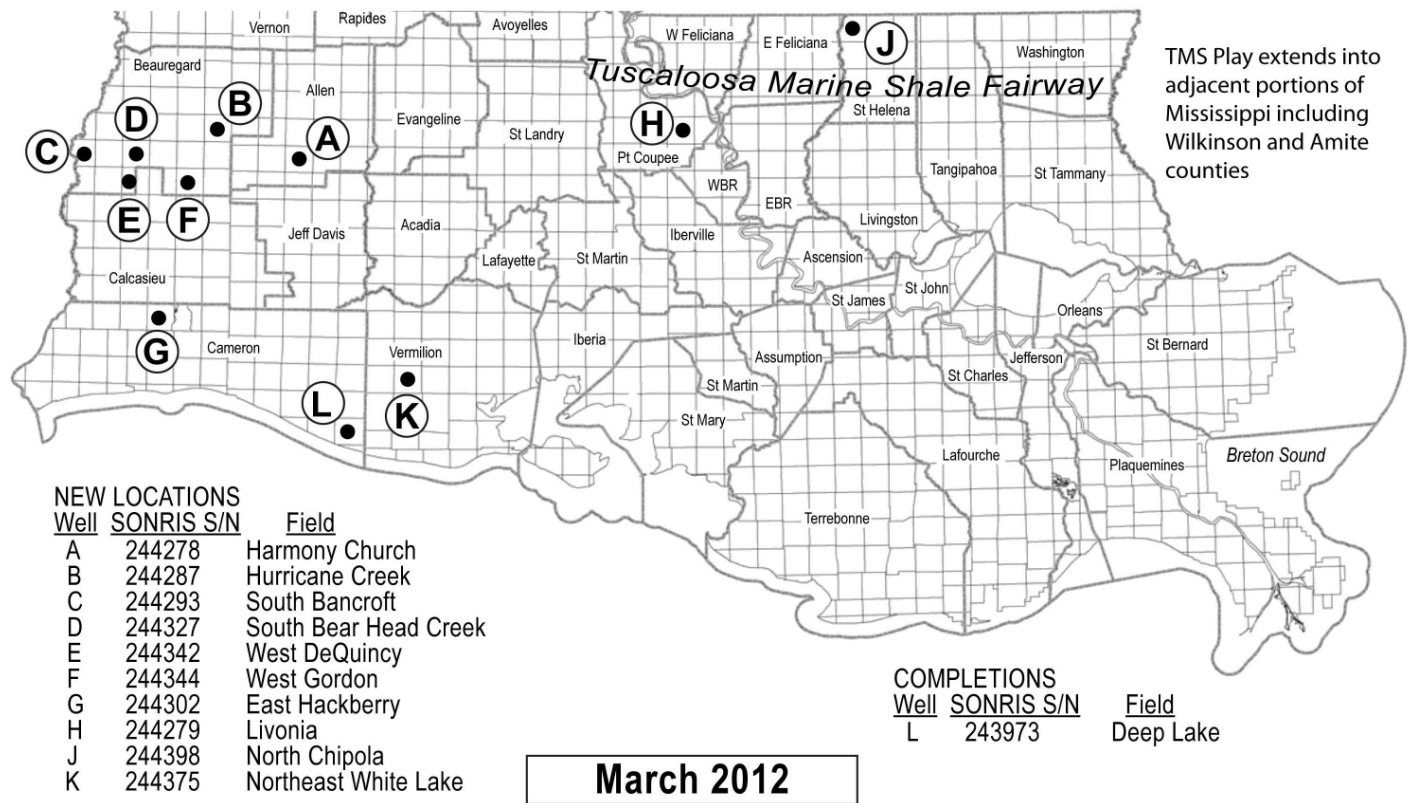 Vernon
Rapides
Avoyelles
W Feliciana
E Feliciana
J
Washington
TMS Play extends into
adjacent portions of
Mississippi including
Wilkinson and Amite
counties
Beauregard
Tuscaloosa Marine Shale Fairway
B
Allen
D
Evangeline
St Helena
H
A
St Landry
C
Pt Coupee
Tangipahoa
St Tammany
WBR
EBR
E
F
Acadia
Livingston
Jeff Davis
Iberville
Lafayette
St Martin
Ascension
Calcasieu
St John
St James
Orleans
Iberia
G
Cameron
Vermilion
Assumption
Jefferson
St Bernard
St Charles
St Martin
L
K
St Mary
Lafourche
Breton Sound
Plaquemines
Terrebonne
NEW LOCATIONS
Well SONRIS S/N Field
A 244278 Harmony Church
B 244287 Hurricane Creek
C 244293 South Bancroft
D 244327 South Bear Head Creek
E 244342 West DeQuincy
F 244344 West Gordon
G 244302 East Hackberry
H 244279 Livonia
J 244398 North Chipola
K 244375 Northeast White Lake
COMPLETIONS
Well SONRIS S/N Field
L 243973 Deep Lake
March 2012